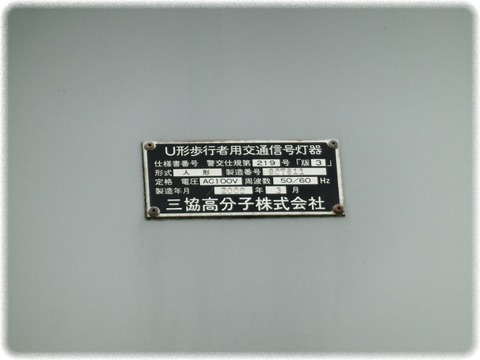 U形歩行者用交通信号灯器
仕様書番号 警交仕規第 219 号「版 3」
形式 人形 製造番号
定格 電圧 AC100V 周波数 50/60 Hz
製造年月 年 3 月
三協高分子株式会社